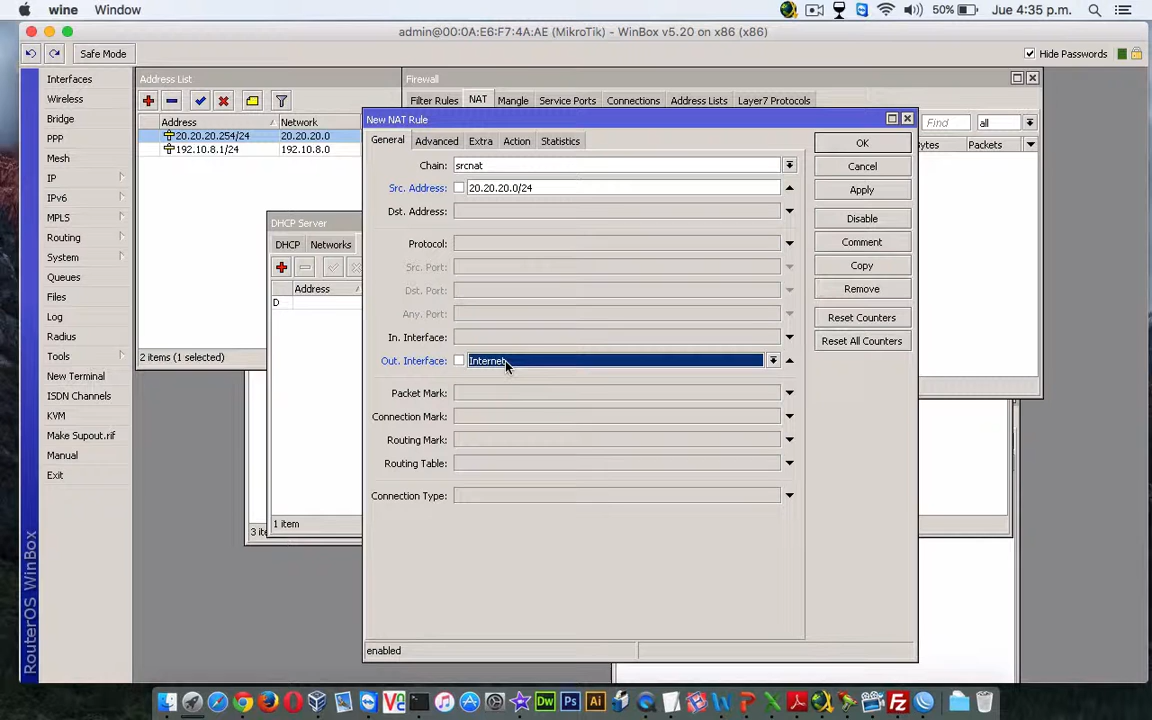 wine Window 50% Jue 4:35 p.m.
admin@00:0A:E6:F7:4A:AE (MikroTik) - WinBox v5.20 on x86 (x86)
Safe Mode
Hide Passwords
RouterOS WinBox
Interfaces
Wireless
Bridge
PPP
Mesh
IP
IPv6
MPLS
Routing
System
Queues
Files
Log
Radius
Tools
New Terminal
ISDN Channels
KVM
Make Supout.rif
Manual
Exit
Address List
Address Network
20.20.20.254/24 20.20.20.0
192.10.8.1/24 192.10.8.0
2 items (1 selected)
DHCP Server
DHCP Networks
Address
D
1 item
3 ite
Firewall
Filter Rules NAT Mangle Service Ports Connections Address Lists Layer7 Protocols
Find all
Bytes Packets
New NAT Rule
General Advanced Extra Action Statistics
Chain: srcnat
Src. Address: 20.20.20.0/24
Dst. Address:
Protocol:
Src. Port:
Dst. Port:
Any. Port:
In. Interface:
Out. Interface: Internet
Packet Mark:
Connection Mark:
Routing Mark:
Routing Table:
Connection Type:
OK
Cancel
Apply
Disable
Comment
Copy
Remove
Reset Counters
Reset All Counters
enabled
Dw Ps Ai Fz